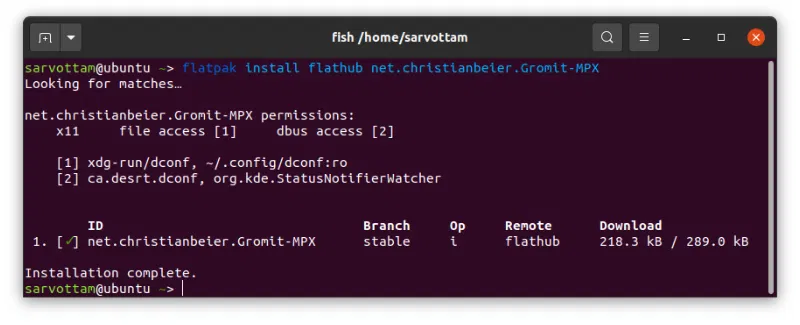 fish /home/sarvottam
sarvottam@ubuntu ~> flatpak install flathub net.christianbeier.Gromit-MPX
Looking for matches…
net.christianbeier.Gromit-MPX permissions:
x11 file access [1] dbus access [2]
[1] xdg-run/dconf, ~/.config/dconf:ro
[2] ca.desrt.dconf, org.kde.StatusNotifierWatcher
ID Branch Op Remote Download
1. [✓] net.christianbeier.Gromit-MPX stable i flathub 218.3 kB / 289.0 kB
Installation complete.
sarvottam@ubuntu ~>